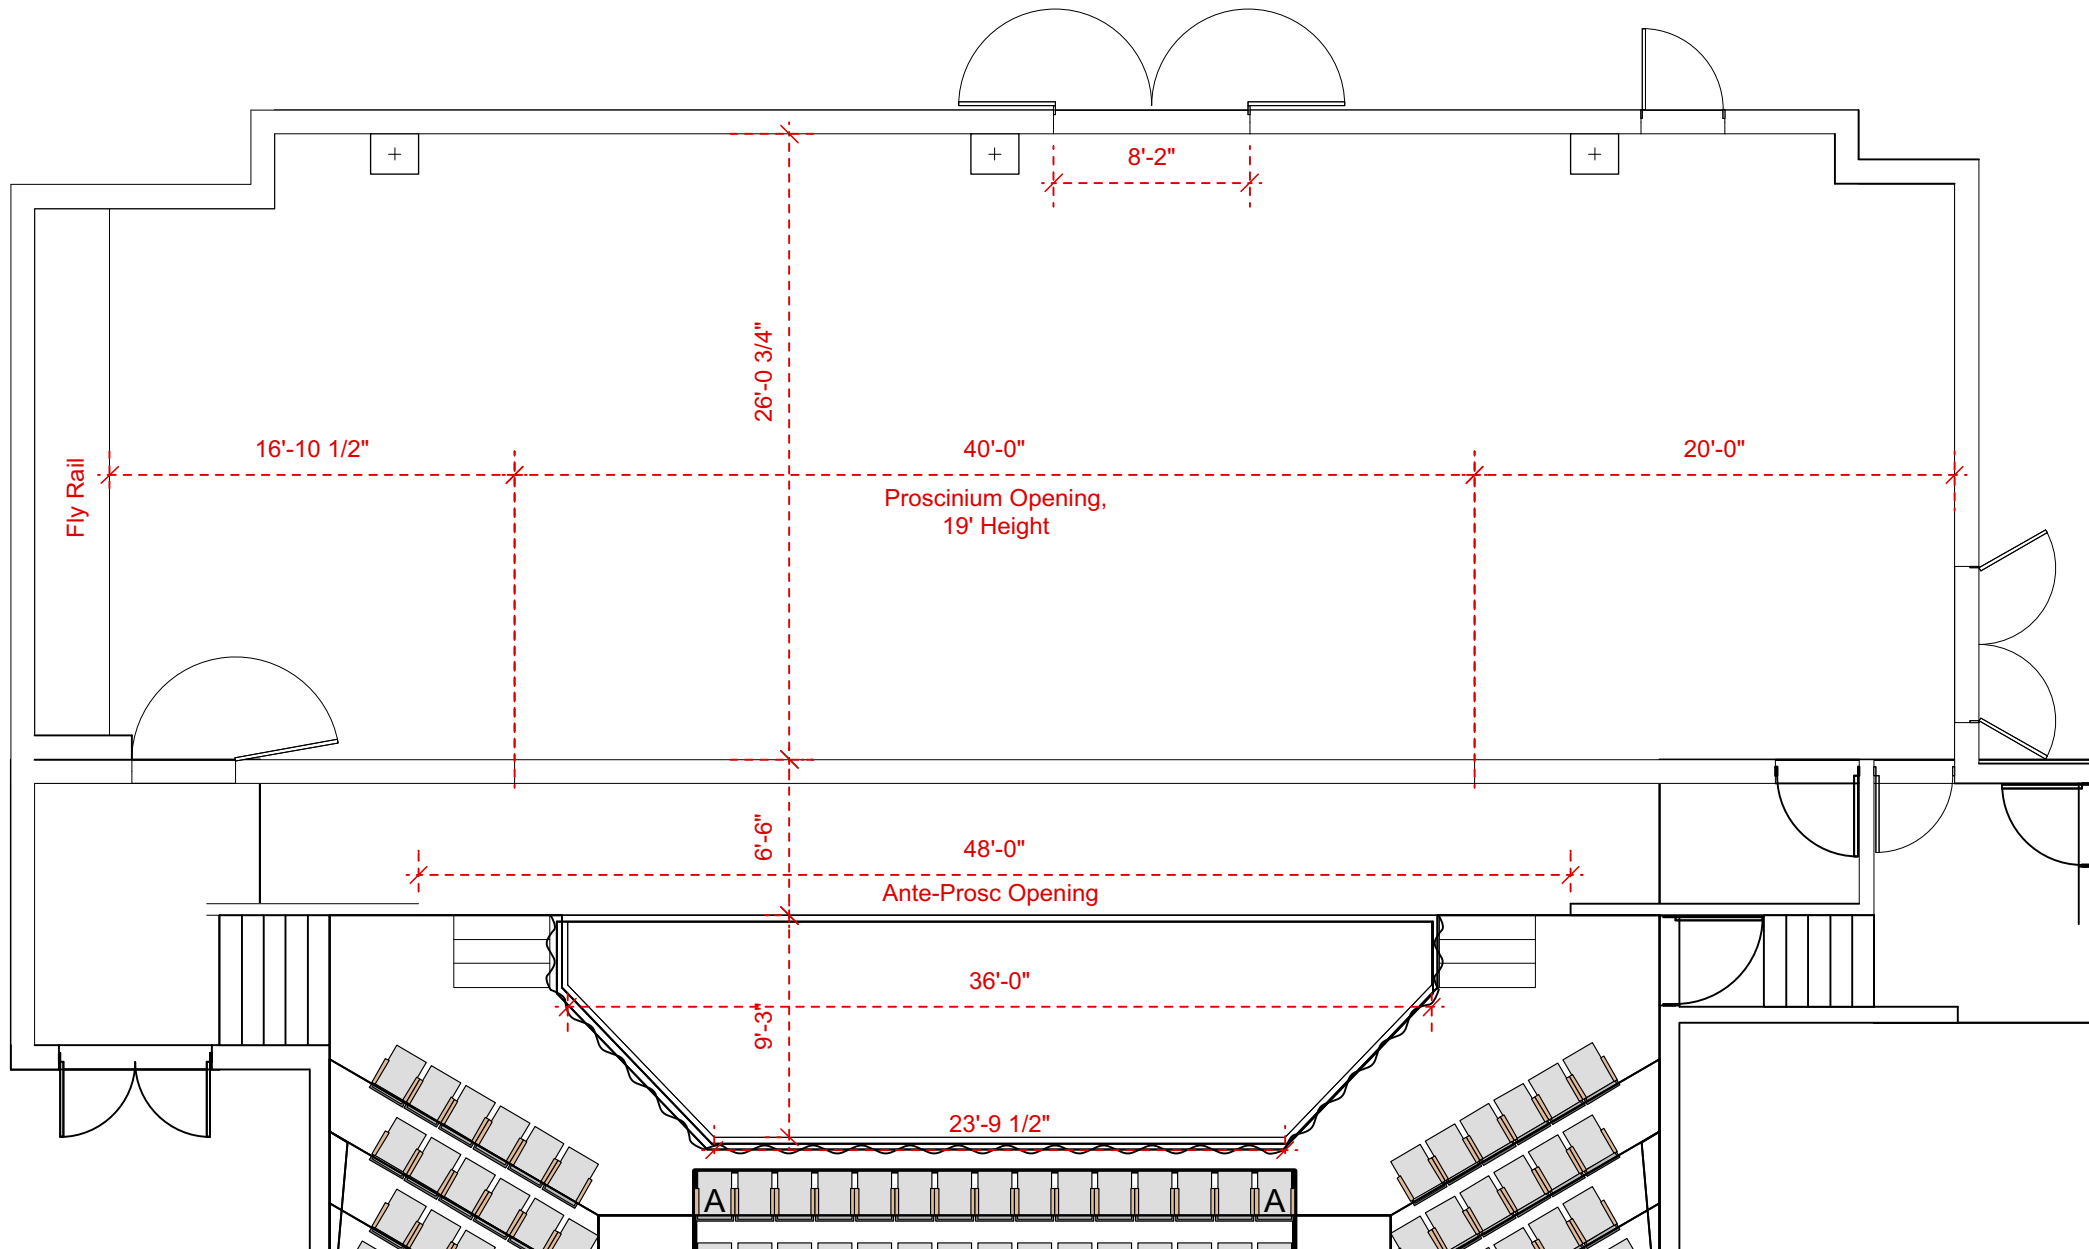 8'-2"
26'-0 3/4"
16'-10 1/2"
40'-0"
20'-0"
Fly Rail
Proscinium Opening,
19' Height
6'-6"
48'-0"
Ante-Prosc Opening
36'-0"
9'-3"
23'-9 1/2"
A
A